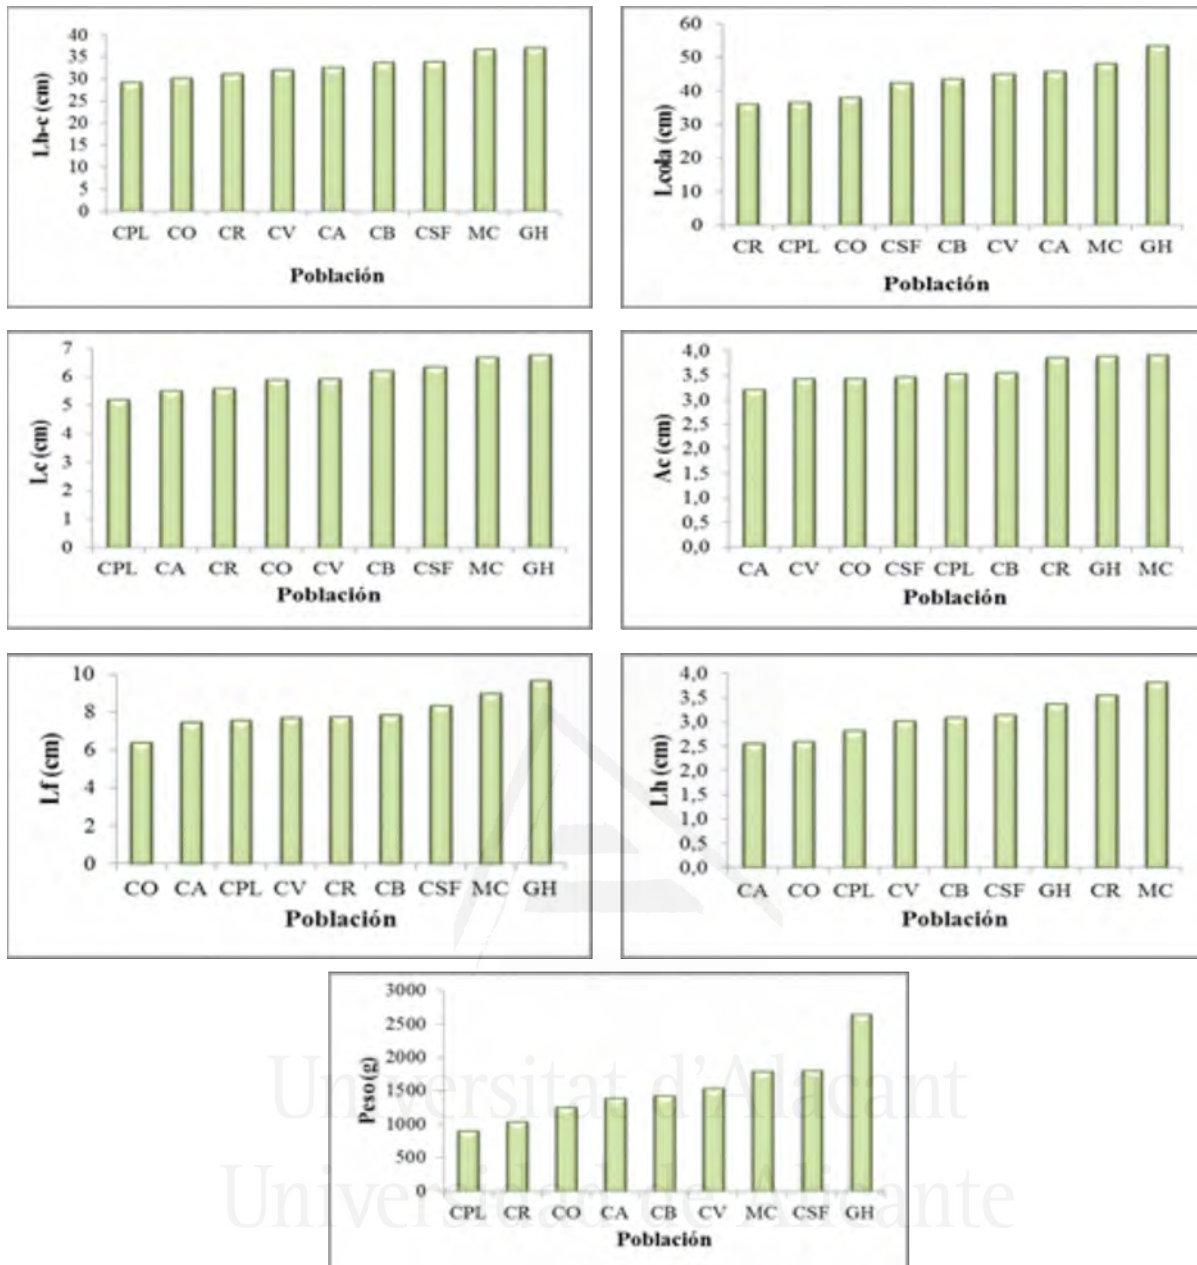 Lh-c (cm)
40
35
30
25
20
15
10
5
0
CPL CO CR CV CA CB CSF MC GH
Población
Lcola (cm)
60
50
40
30
20
10
0
CR CPL CO CSF CB CV CA MC GH
Población
Lc (cm)
7
6
5
4
3
2
1
0
CPL CA CR CO CV CB CSF MC GH
Población
Ac (cm)
4,0
3,5
3,0
2,5
2,0
1,5
1,0
0,5
0,0
CA CV CO CSF CPL CB CR GH MC
Población
Lf (cm)
10
8
6
4
2
0
CO CA CPL CV CR CB CSF MC GH
Población
Lh (cm)
4,0
3,5
3,0
2,5
2,0
1,5
1,0
0,5
0,0
CA CO CPL CV CB CSF GH CR MC
Población
Peso (g)
3000
2500
2000
1500
1000
500
0
CPL CR CO CA CB CV MC CSF GH
Población
Universitat d'Alacant
Universidad de Alicante